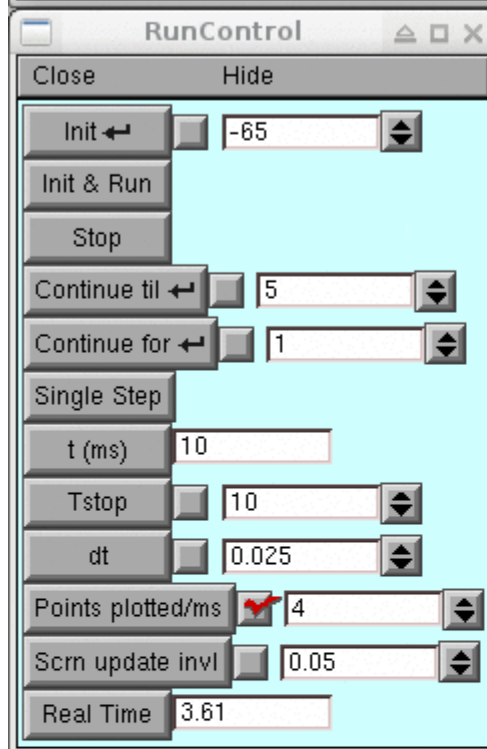 RunControl
Close Hide
Init -65
Init & Run
Stop
Continue til 5
Continue for 1
Single Step
t (ms) 10
Tstop 10
dt 0.025
Points plotted/ms 4
Scrn update invl 0.05
Real Time 3.61